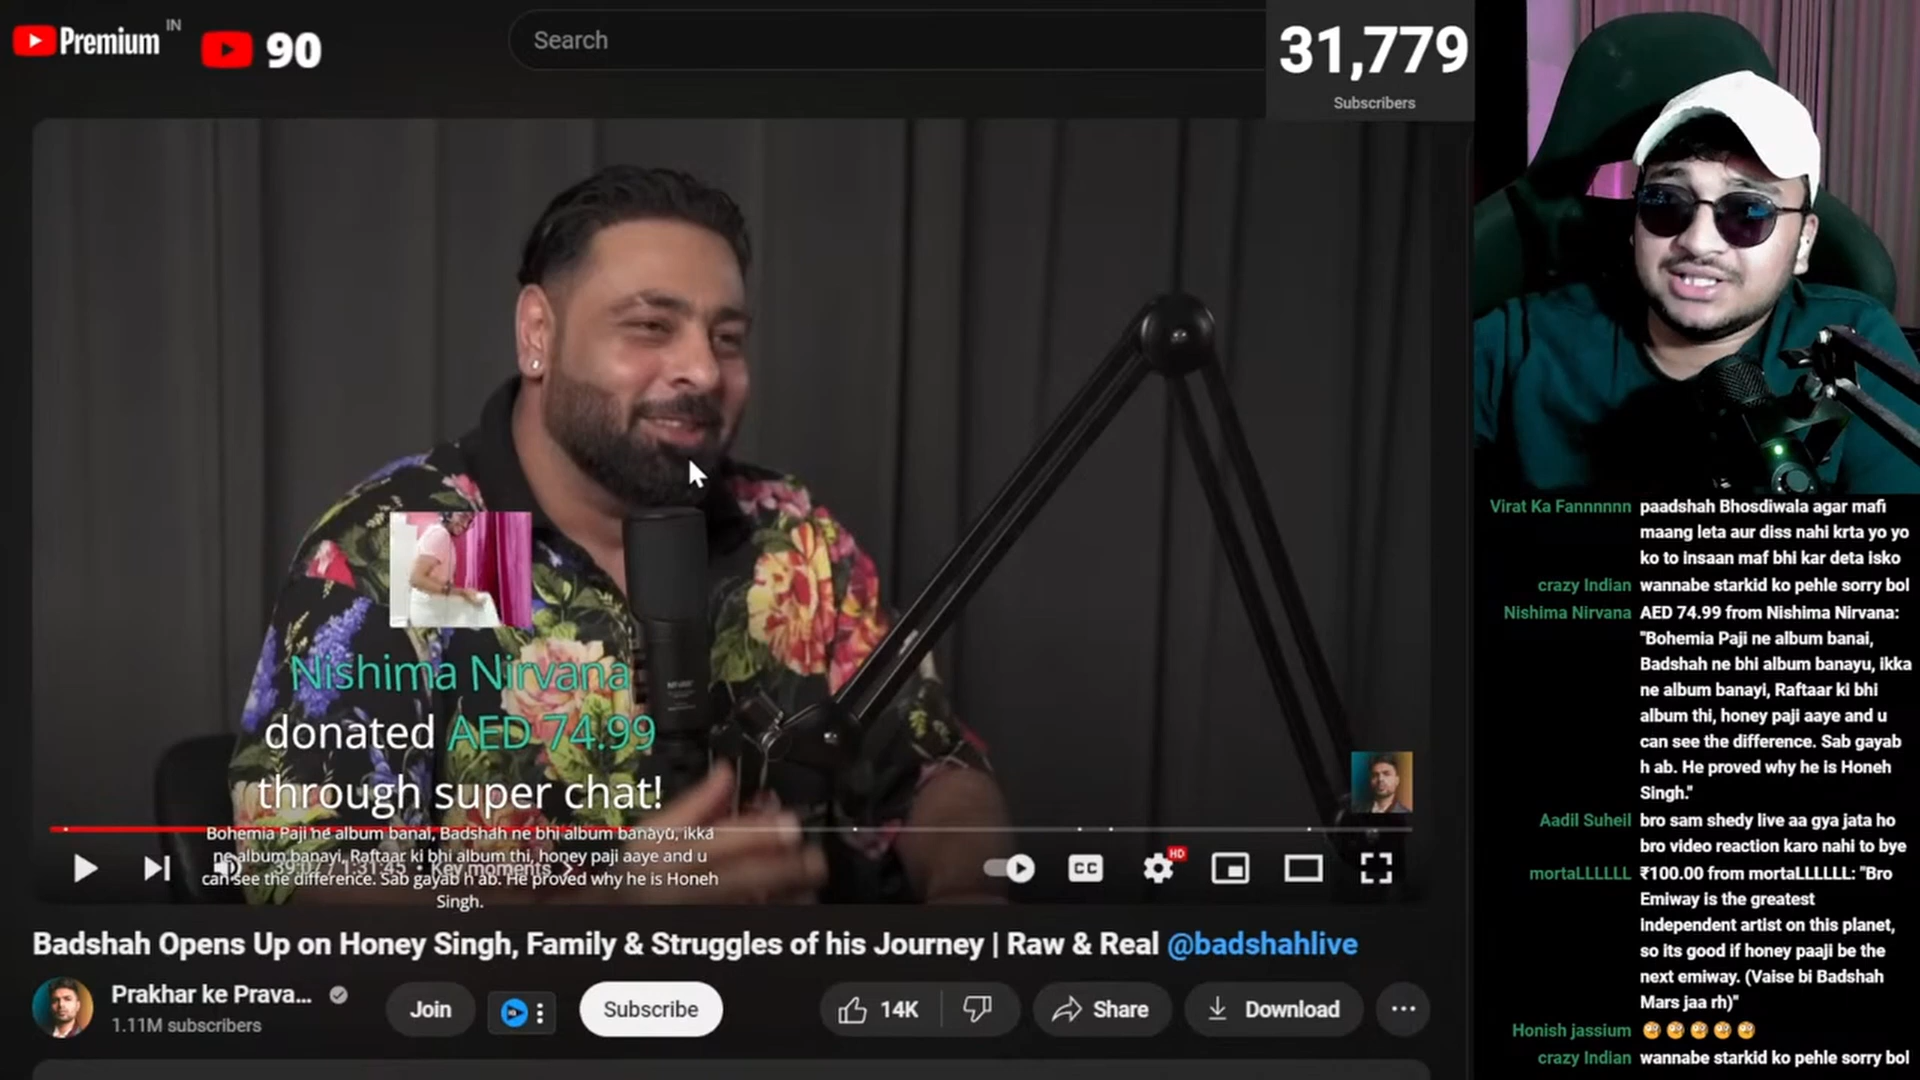 Premium IN
90
Search
31,779
Subscribers
Nishima Nirvana
donated AED 74.99
through super chat!
Bohemia Paji ne album banai, Badshah ne bhi album banayu, ikka
ne album banayi, Raftaar ki bhi album thi, honey paaji aaye and u
can see the difference. Sab gayab h ab. He proved why he is Honeh
Singh.
39:02 / 1:31:45 • Key moments
CC
HD
Badshah Opens Up on Honey Singh, Family & Struggles of his Journey | Raw & Real @badshahlive
Prakhar ke Prava...
1.11M subscribers
Join
Subscribe
14K
Share
Download
Virat Ka Fannnnnn paadshah Bhosdiwala agar mafi
maang leta aur diss nahi krta yo yo
ko to insaan maf bhi kar deta isko
crazy Indian wannabe starkid ko pehle sorry bol
Nishima Nirvana AED 74.99 from Nishima Nirvana:
"Bohemia Paji ne album banai,
Badshah ne bhi album banayu, ikka
ne album banayi, Raftaar ki bhi
album thi, honey paji aaye and u
can see the difference. Sab gayab
h ab. He proved why he is Honeh
Singh."
Aadil Suheil bro sam shedy live aa gya jata ho
bro video reaction karo nahi to bye
mortaLLLLLL ₹100.00 from mortaLLLLLL: "Bro
Emiway is the greatest
independent artist on this planet,
so its good if honey paaji be the
next emiway. (Vaise bi Badshah
Mars jaa rh)"
Honish jassium
crazy Indian wannabe starkid ko pehle sorry bol